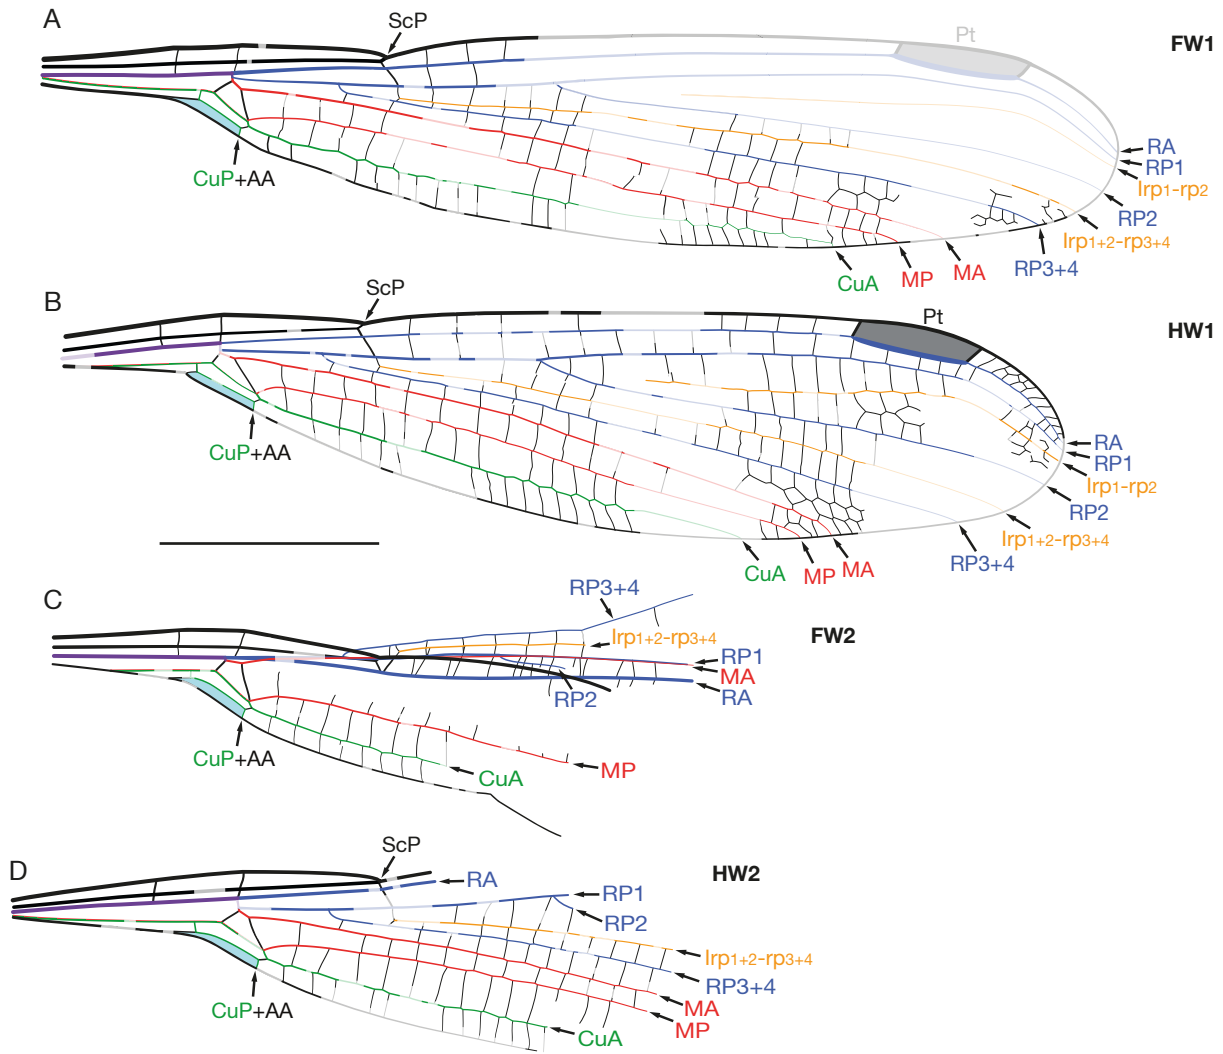 A
ScP
Pt
FW1
RA
RP1
Irp1-rp2
RP2
Irp1+2-rp3+4
RP3+4
MA
MP
CuA
CuP+AA
B
ScP
Pt
HW1
RA
RP1
Irp1-rp2
RP2
Irp1+2-rp3+4
RP3+4
MA
MP
CuA
CuP+AA
C
RP3+4
Irp1+2-rp3+4
FW2
RP1
MA
RA
RP2
CuP+AA
CuA
MP
D
ScP
RA
HW2
RP1
RP2
Irp1+2-rp3+4
RP3+4
MA
MP
CuA
CuP+AA